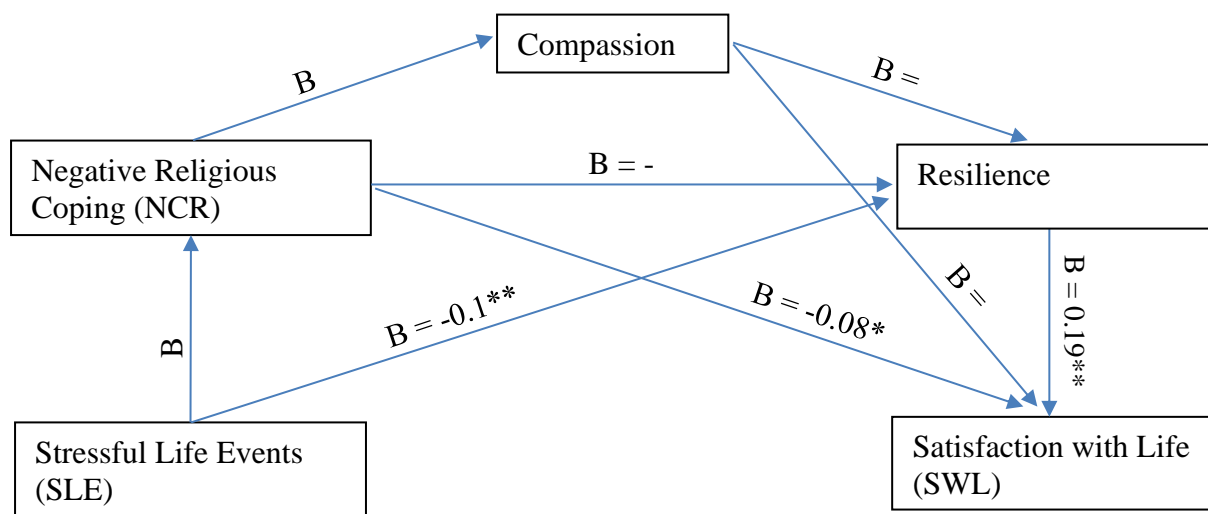 Compassion
B
B =
Negative Religious
Coping (NCR)
B = -
Resilience
B = -0.1**
B = -0.08*
B =
B = 0.19**
B
Stressful Life Events
(SLE)
Satisfaction with Life
(SWL)